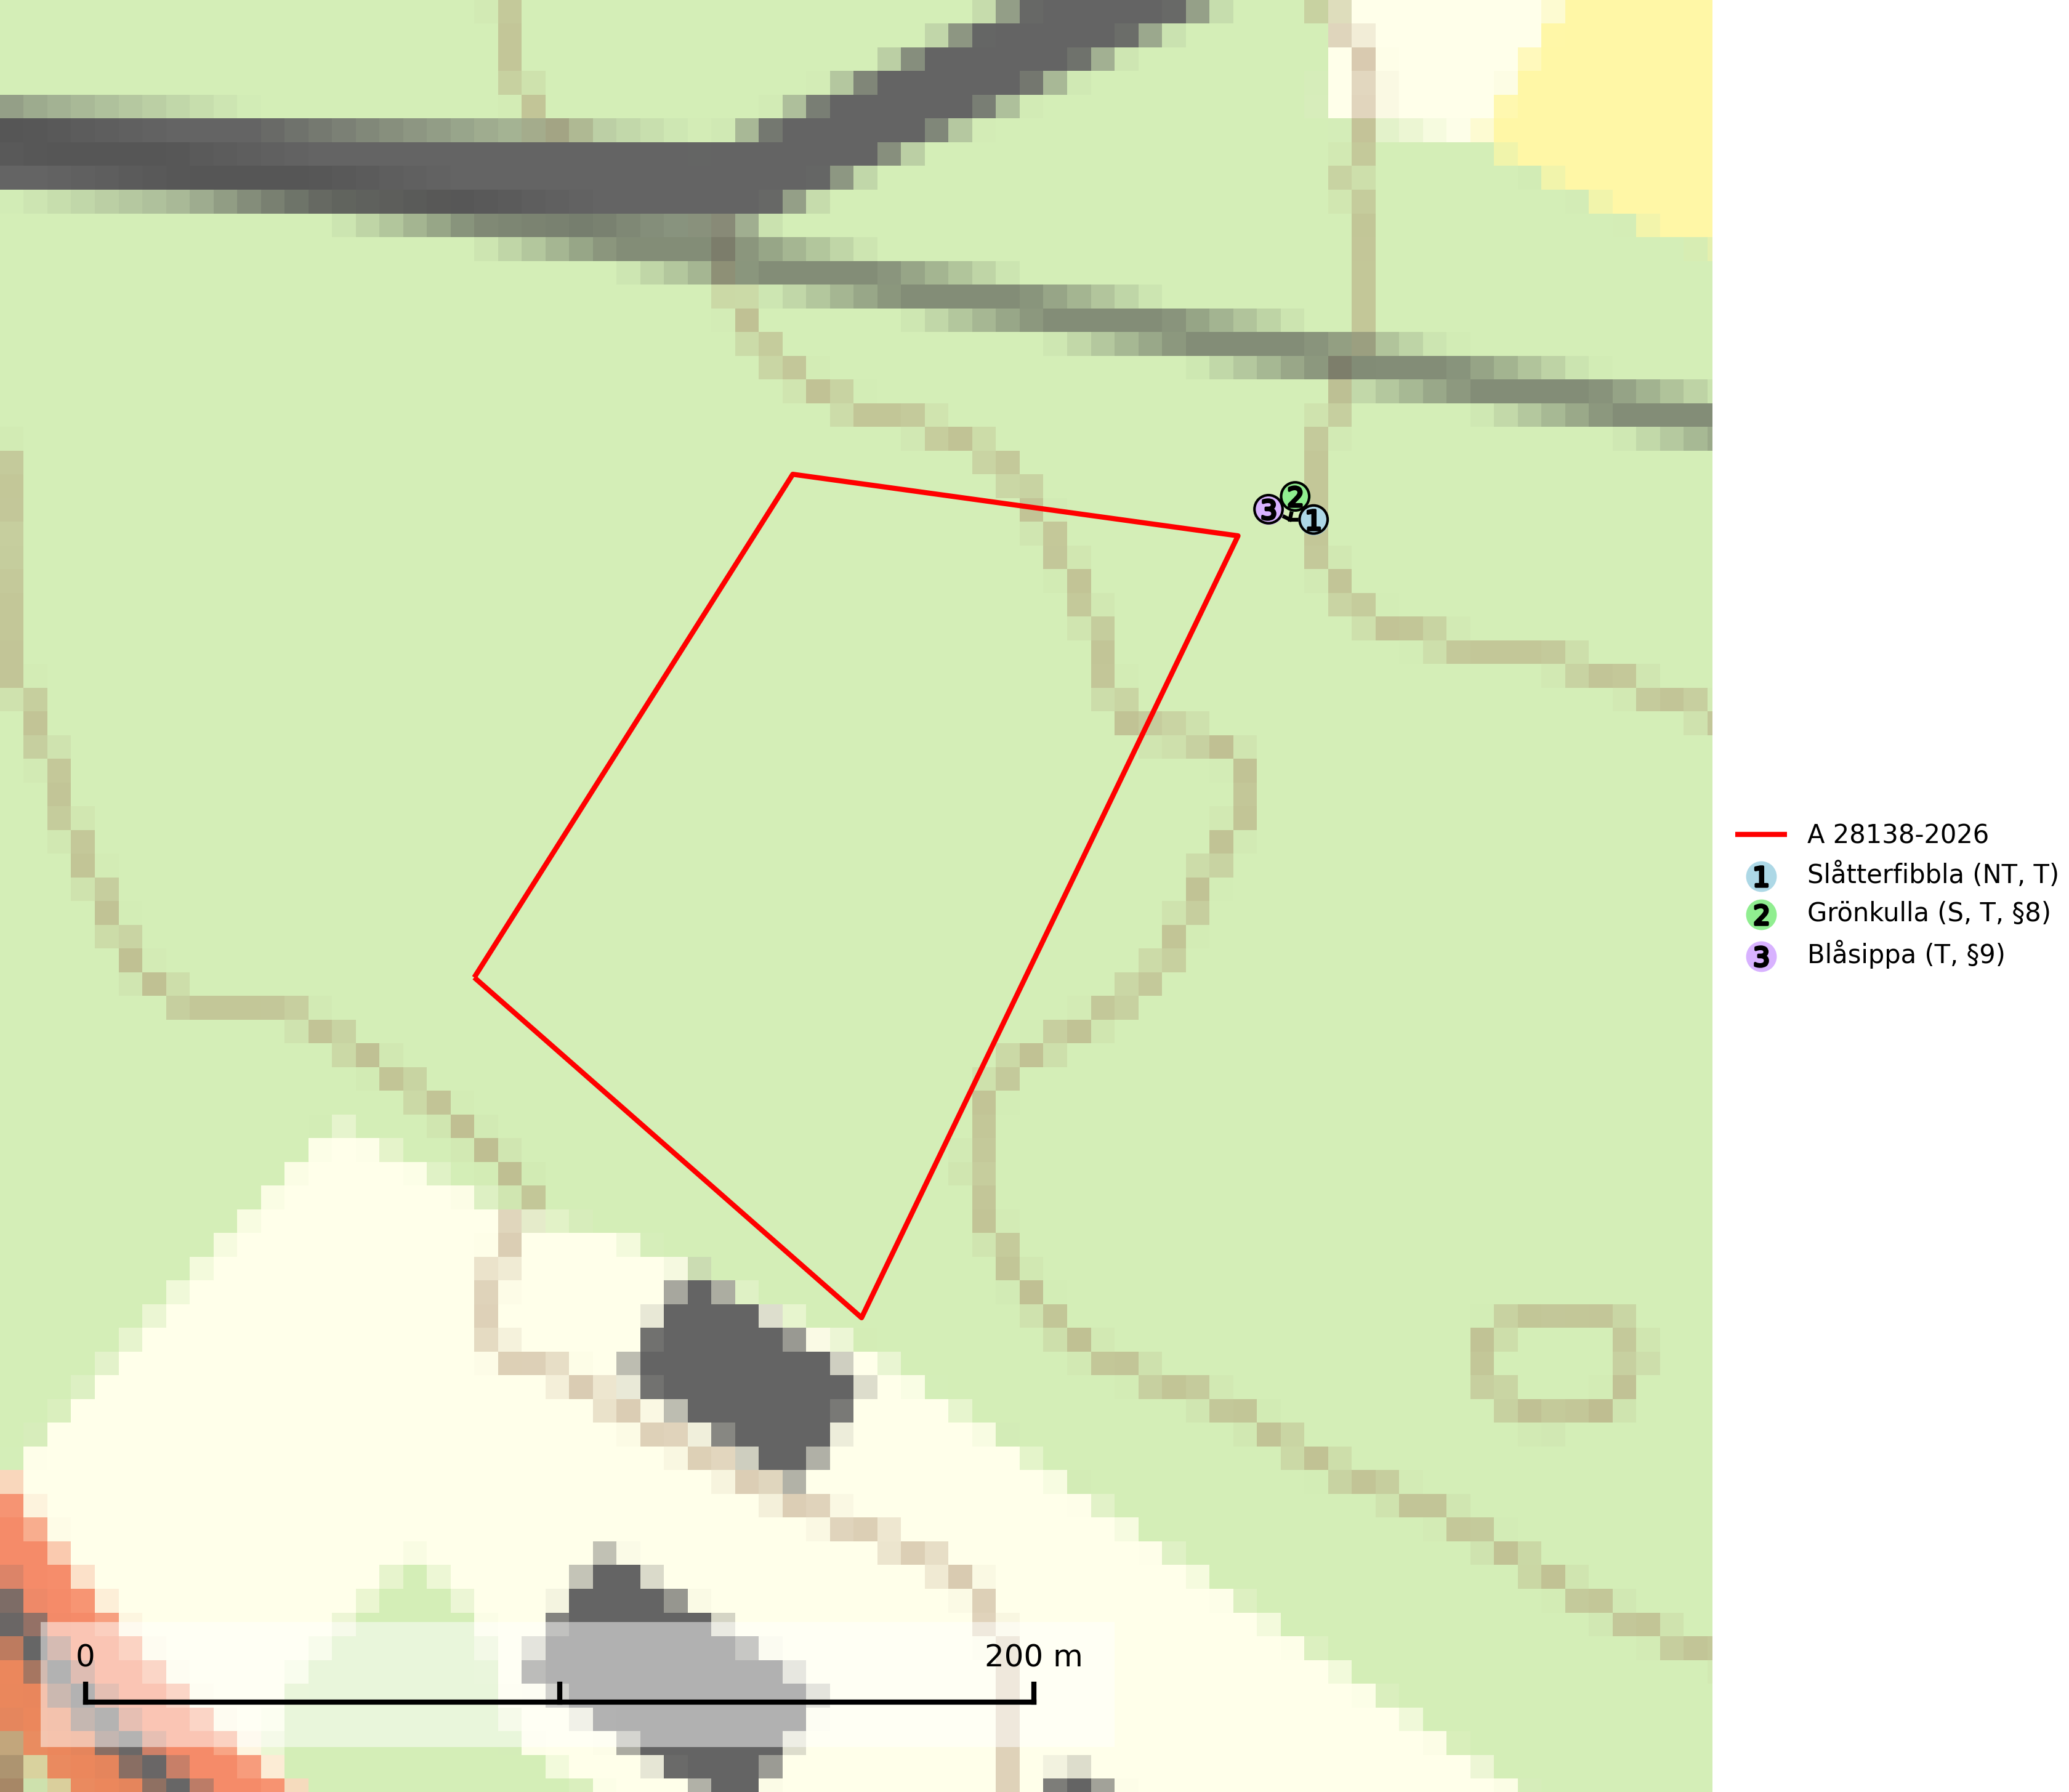 3
2
1
A 28138-2026
1 Slåtterfibbla (NT, T)
2 Grönkulla (S, T, §8)
3 Blåsippa (T, §9)
0 200 m